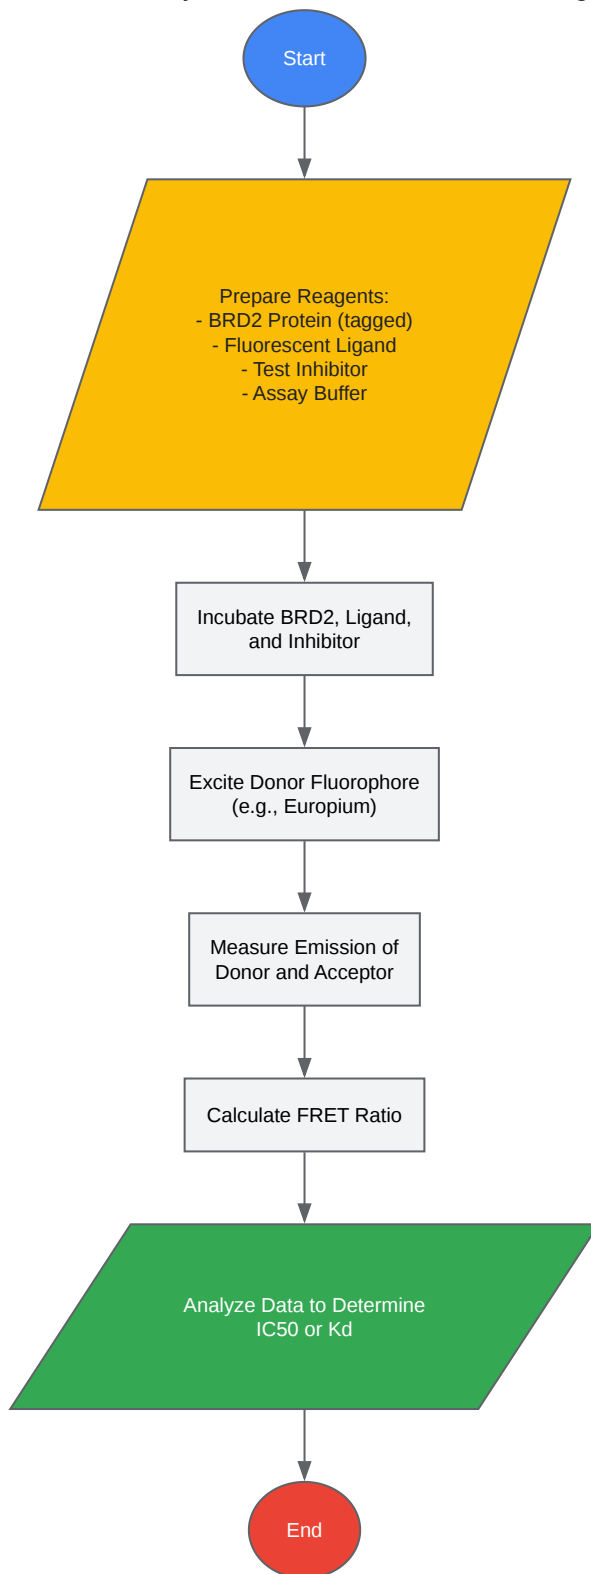 Start
Prepare Reagents:
- BRD2 Protein (tagged)
- Fluorescent Ligand
- Test Inhibitor
- Assay Buffer
Incubate BRD2, Ligand,
and Inhibitor
Excite Donor Fluorophore
(e.g., Europium)
Measure Emission of
Donor and Acceptor
Calculate FRET Ratio
Analyze Data to Determine
IC50 or Kd
End